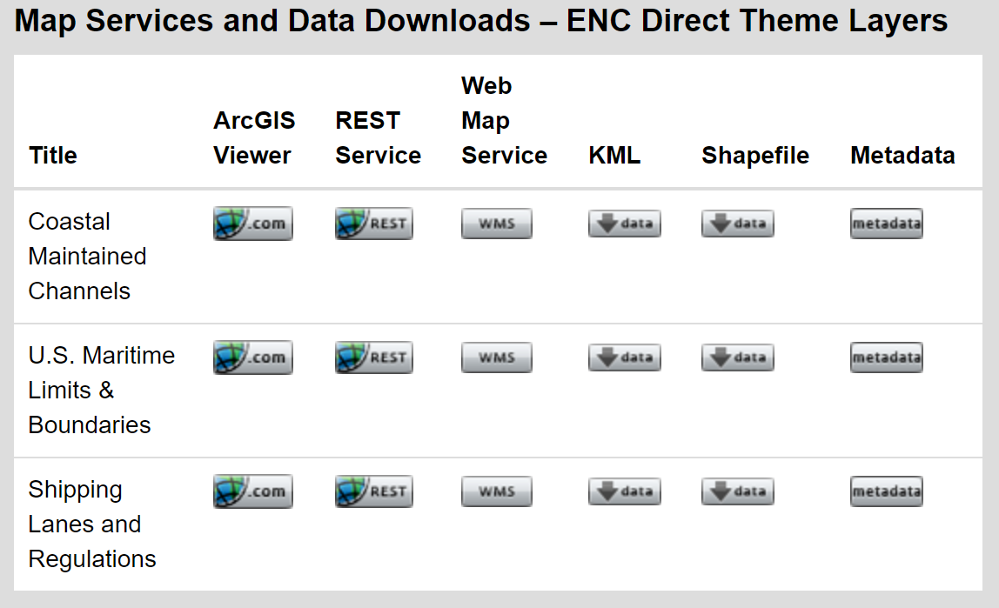 Map Services and Data Downloads – ENC Direct Theme Layers
Title
ArcGIS
Viewer
REST
Service
Web
Map
Service
KML
Shapefile
Metadata
Coastal
Maintained
Channels
.com
REST
WMS
data
data
metadata
U.S. Maritime
Limits &
Boundaries
.com
REST
WMS
data
data
metadata
Shipping
Lanes and
Regulations
.com
REST
WMS
data
data
metadata